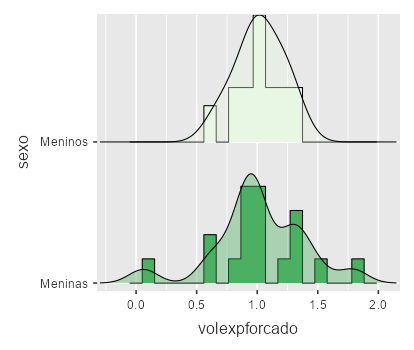 sexo
Meninos
Meninas
0.0 0.5 1.0 1.5 2.0
volexpforcado